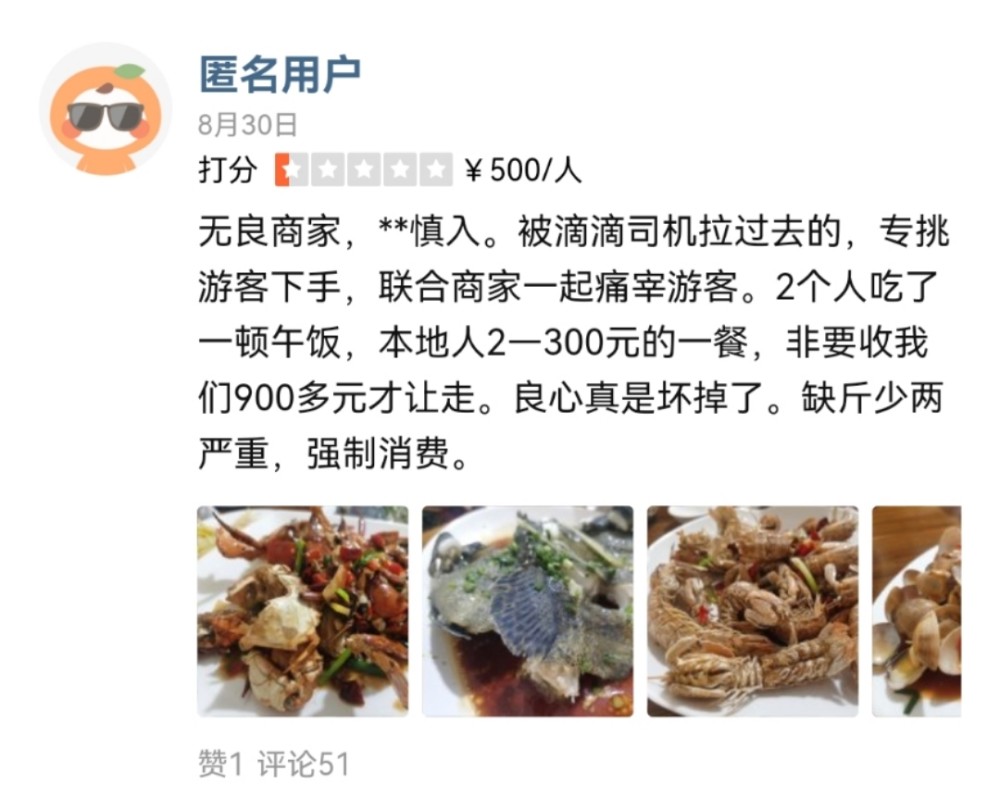 匿名用户
8月30日
打分 ￥500/人
无良商家，**慎入。被滴滴司机拉过去的，专挑
游客下手，联合商家一起痛宰游客。2个人吃了
一顿午饭，本地人2一300元的一餐，非要收我
们900多元才让走。良心真是坏掉了。缺斤少两
严重，强制消费。
赞1 评论51